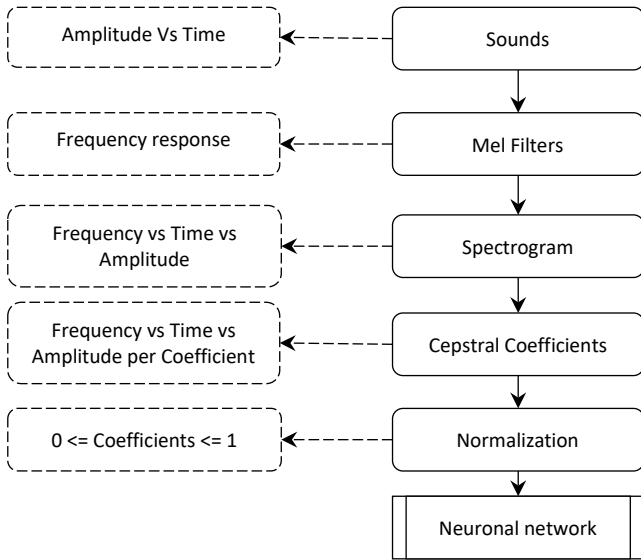 Amplitude Vs Time
Sounds
Frequency response
Mel Filters
Frequency vs Time vs
Amplitude
Spectrogram
Frequency vs Time vs
Amplitude per Coefficient
Cepstral Coefficients
0 <= Coefficients <= 1
Normalization
Neuronal network